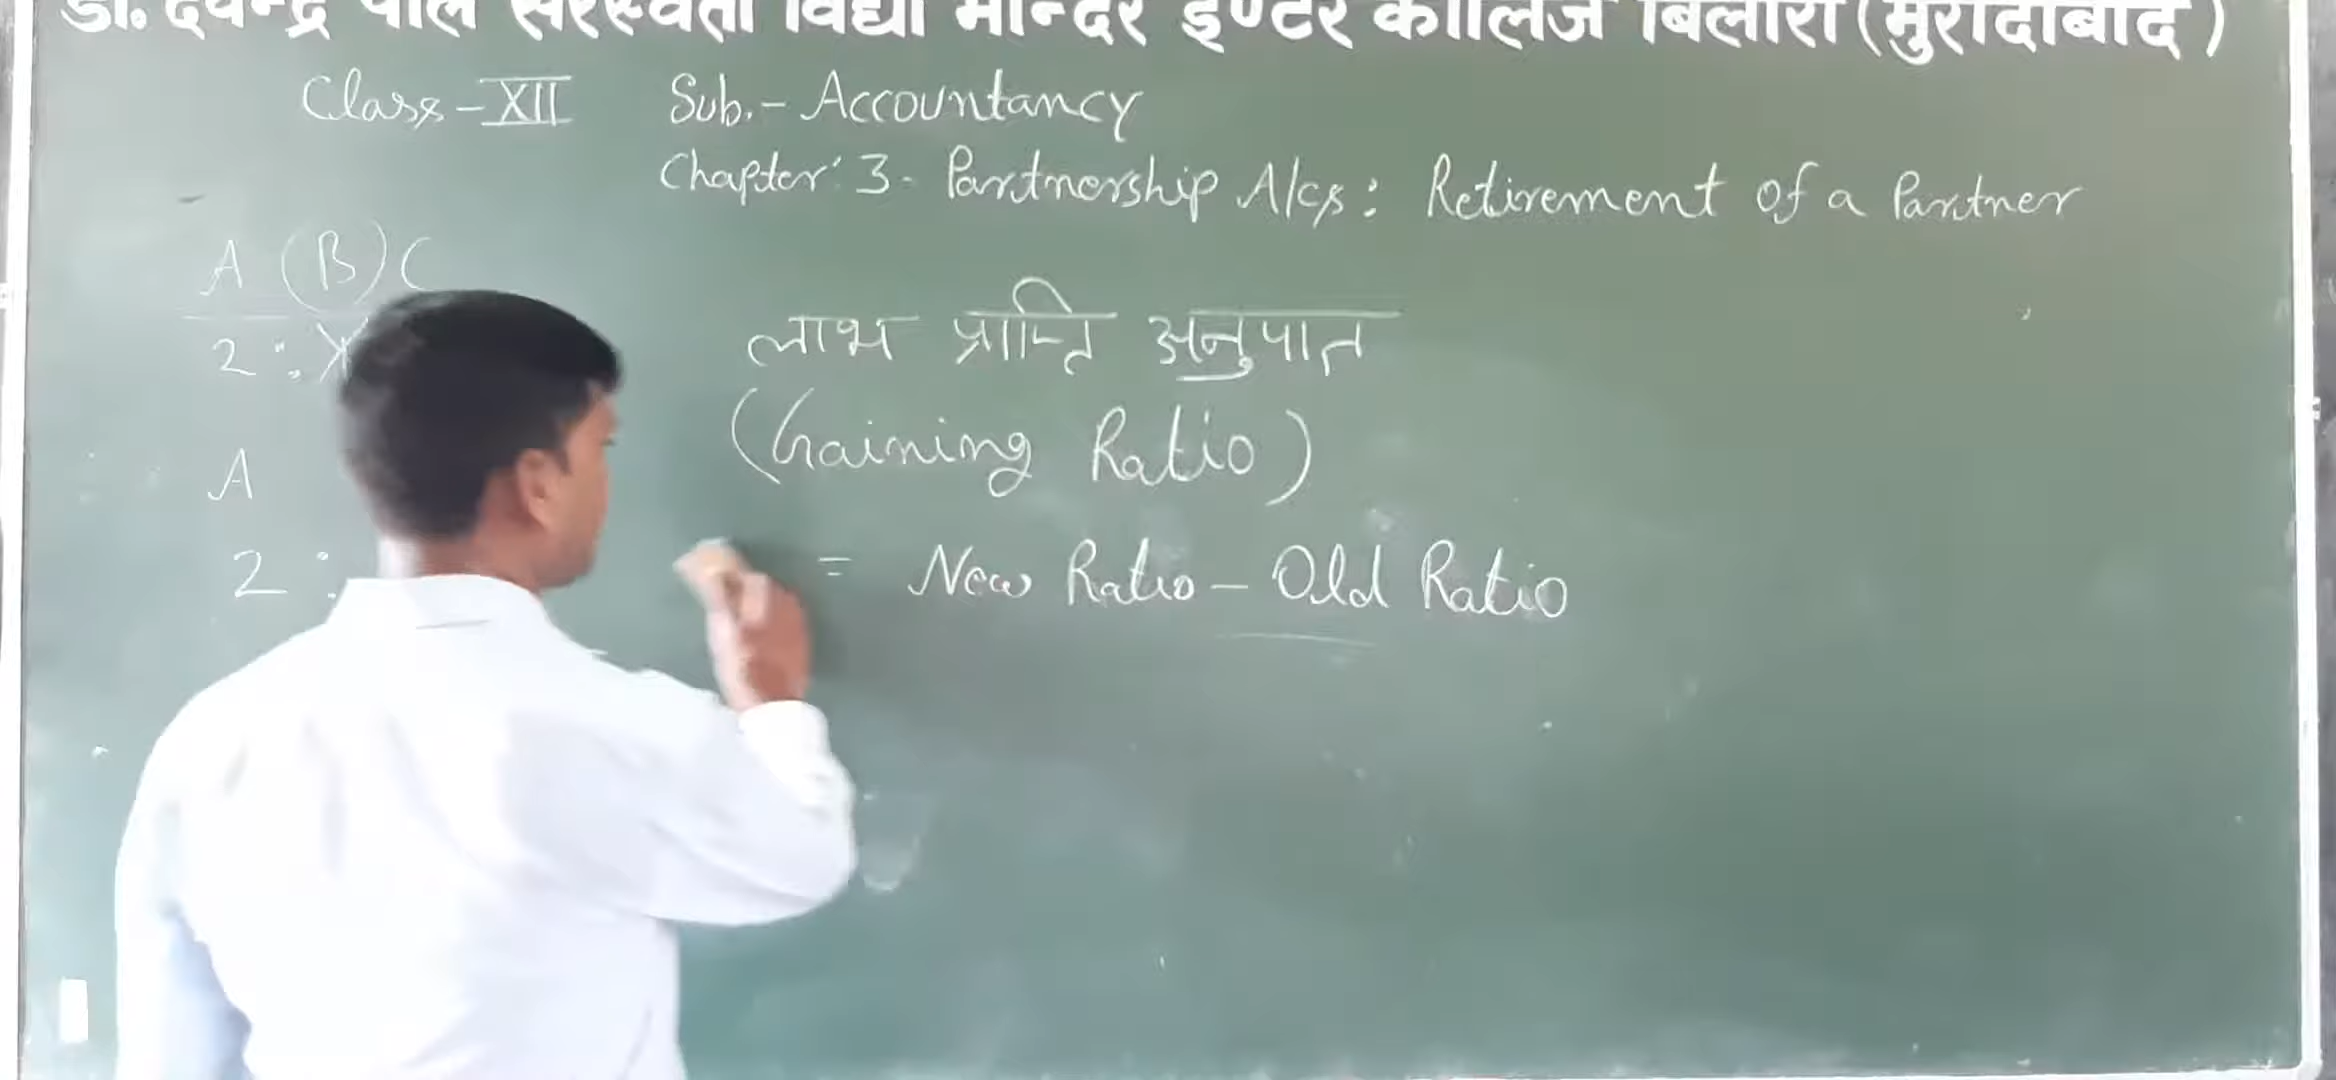 डॉ. देवेन्द्र पाल सरस्वती विद्या मन्दिर इण्टर कॉलिज बिलारी (मुरादाबाद)
Class - XII Sub. - Accountancy
Chapter: 3 - Partnership A/cs : Retirement of a Partner
A (B) C
2 :
लाभ प्राप्ति अनुपात
(Gaining Ratio)
A
2 :
= New Ratio - Old Ratio